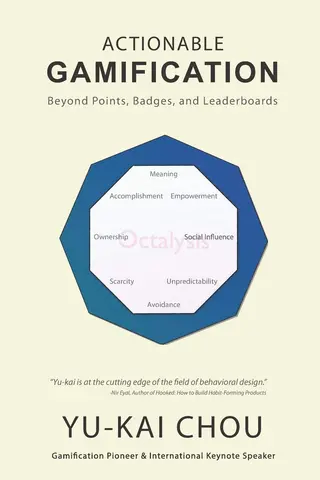 ACTIONABLE
GAMIFICATION
Beyond Points, Badges, and Leaderboards
Meaning
Accomplishment Empowerment
Ownership Octalysis Social Influence
Scarcity Unpredictability
Avoidance
"Yu-kai is at the cutting edge of the field of behavioral design."
-Nir Eyal, Author of Hooked: How to Build Habit-Forming Products
YU-KAI CHOU
Gamification Pioneer & International Keynote Speaker